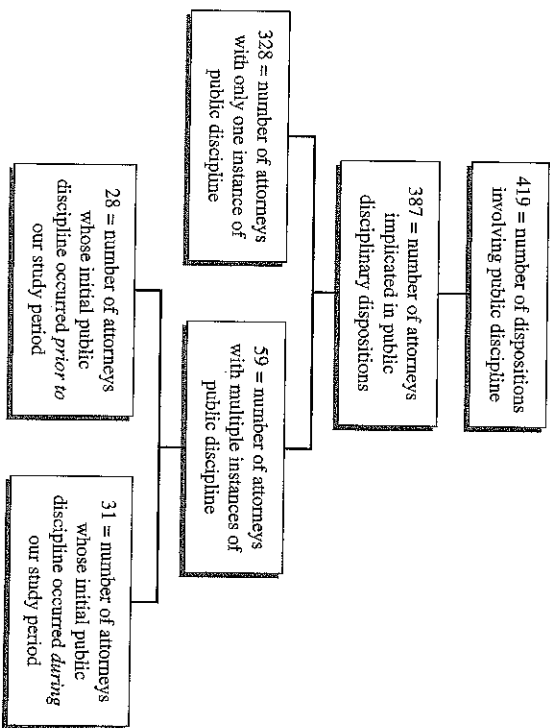 419 = number of dispositions
involving public discipline
387 = number of attorneys
implicated in public
disciplinary dispositions
328 = number of attorneys
with only one instance of
public discipline
59 = number of attorneys
with multiple instances of
public discipline
28 = number of attorneys
whose initial public
discipline occurred prior to
our study period
31 = number of attorneys
whose initial public
discipline occurred during
our study period